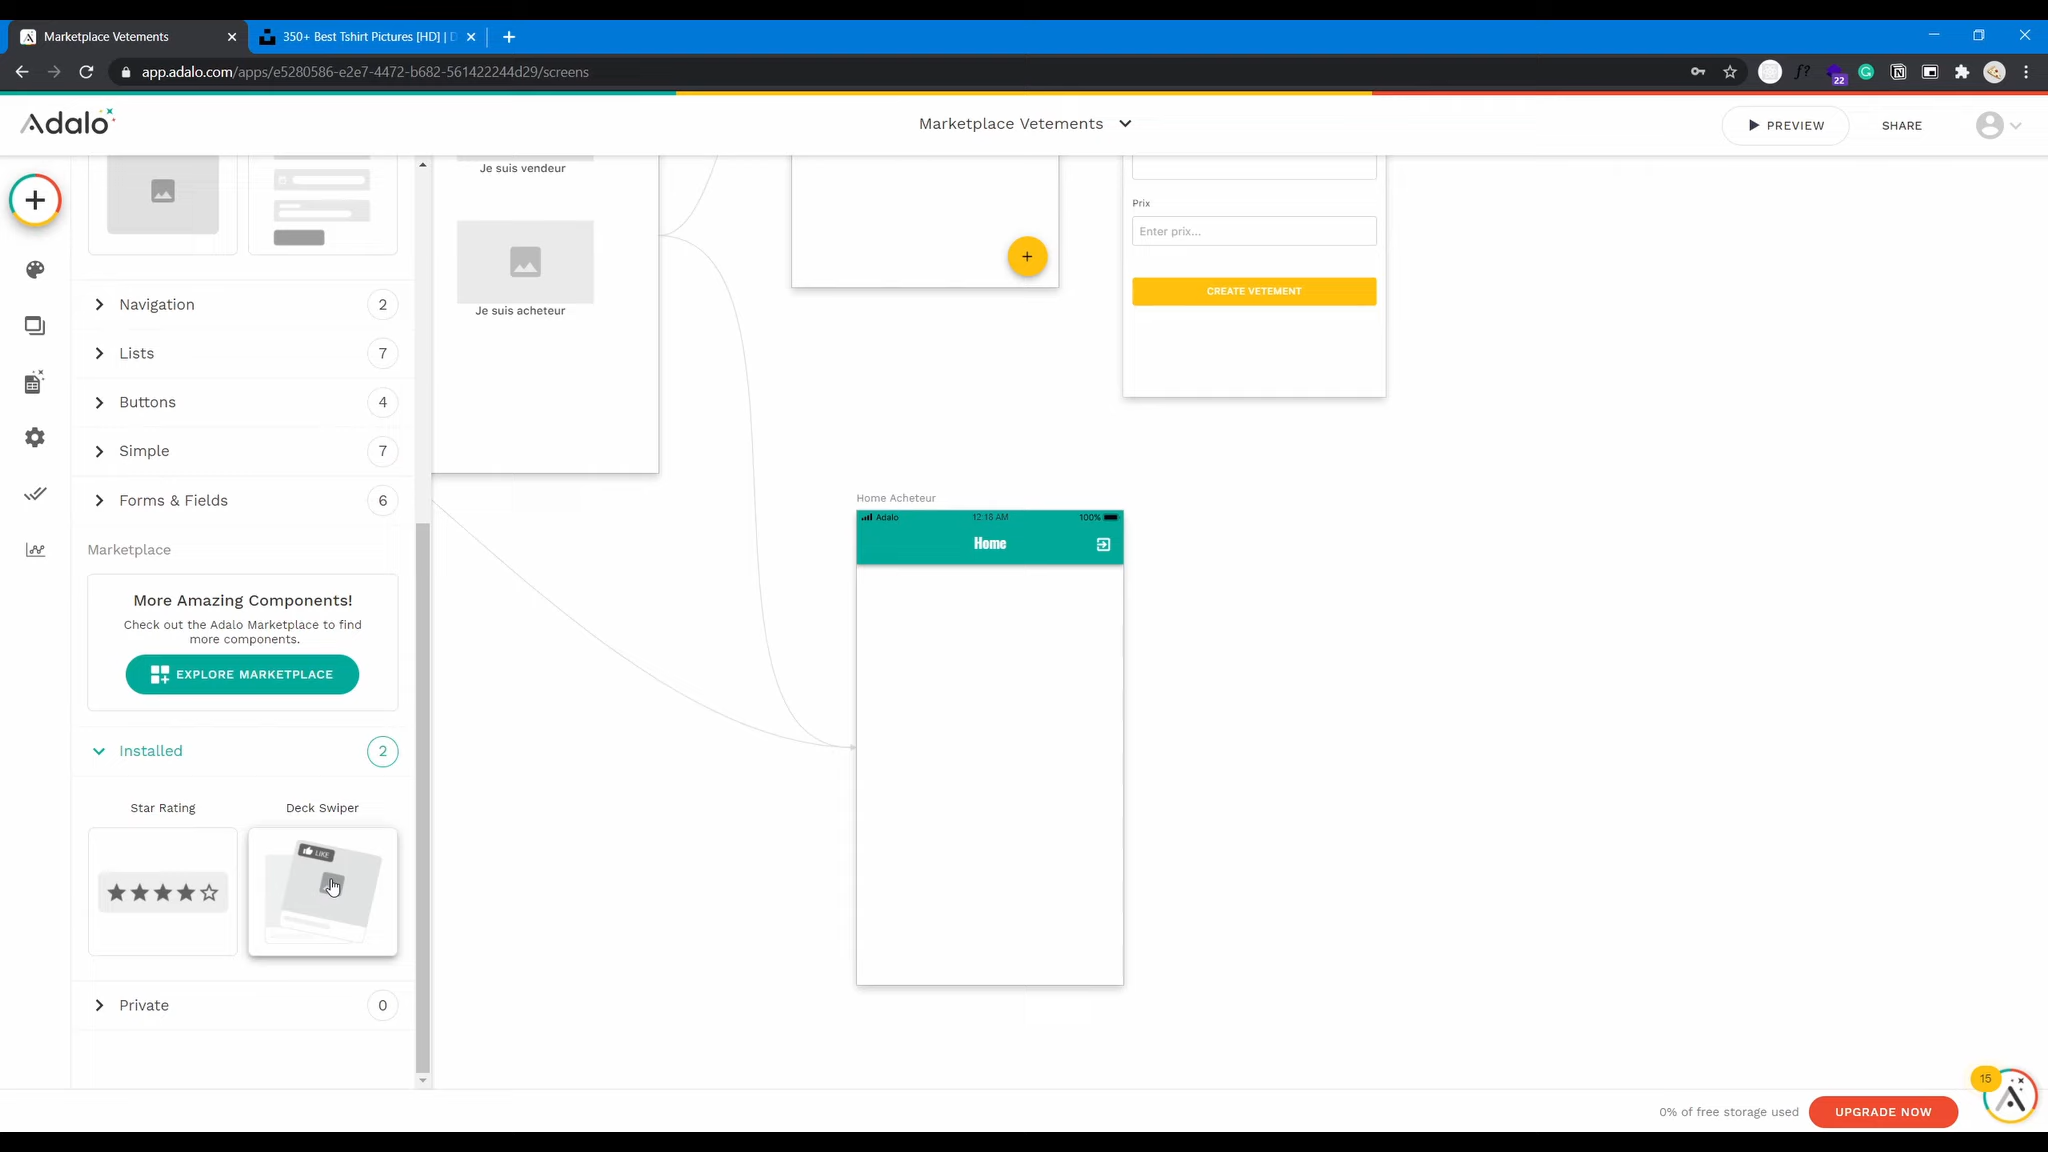 Marketplace Vetements
350+ Best Tshirt Pictures [HD] | D
app.adalo.com/apps/e5280586-e2e7-4472-b682-561422244d29/screens
22
Adalo
Marketplace Vetements
PREVIEW
SHARE
Navigation
2
Lists
7
Buttons
4
Simple
7
Forms & Fields
6
Marketplace
More Amazing Components!
Check out the Adalo Marketplace to find
more components.
EXPLORE MARKETPLACE
Installed
2
Star Rating
Deck Swiper
LIKE
Private
0
Je suis vendeur
Je suis acheteur
Prix
Enter prix...
CREATE VETEMENT
Home Acheteur
Adalo
12:18 AM
100%
Home
15
0% of free storage used
UPGRADE NOW